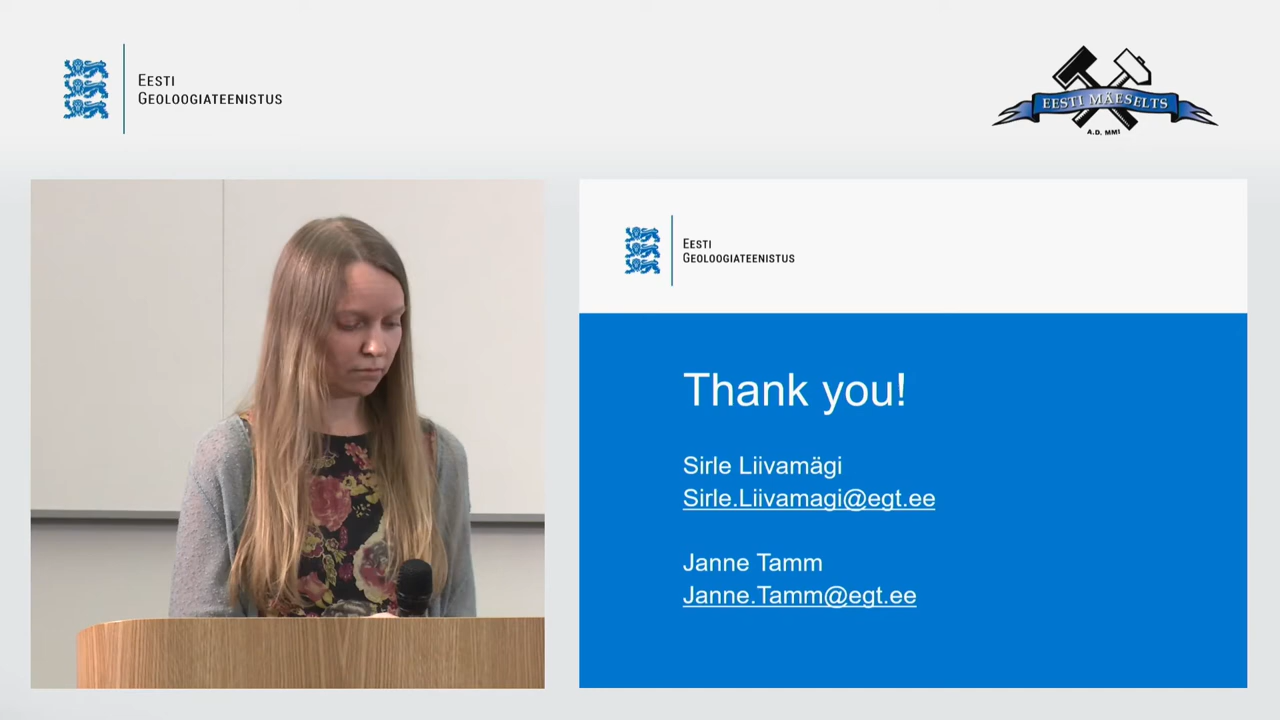 EESTI
GEOLOOGIATEENISTUS
EESTI MÄESELTS
A.D. MMI
EESTI
GEOLOOGIATEENISTUS
Thank you!
Sirle Liivamägi
Sirle.Liivamagi@egt.ee
Janne Tamm
Janne.Tamm@egt.ee